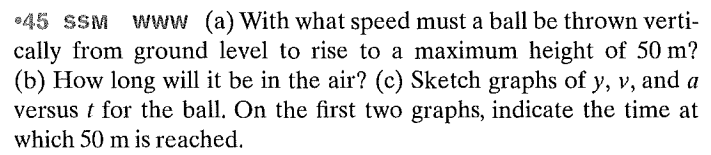 •45 SSM WWW (a) With what speed must a ball be thrown verti-
cally from ground level to rise to a maximum height of 50 m?
(b) How long will it be in the air? (c) Sketch graphs of y, v, and a
versus t for the ball. On the first two graphs, indicate the time at
which 50 m is reached.